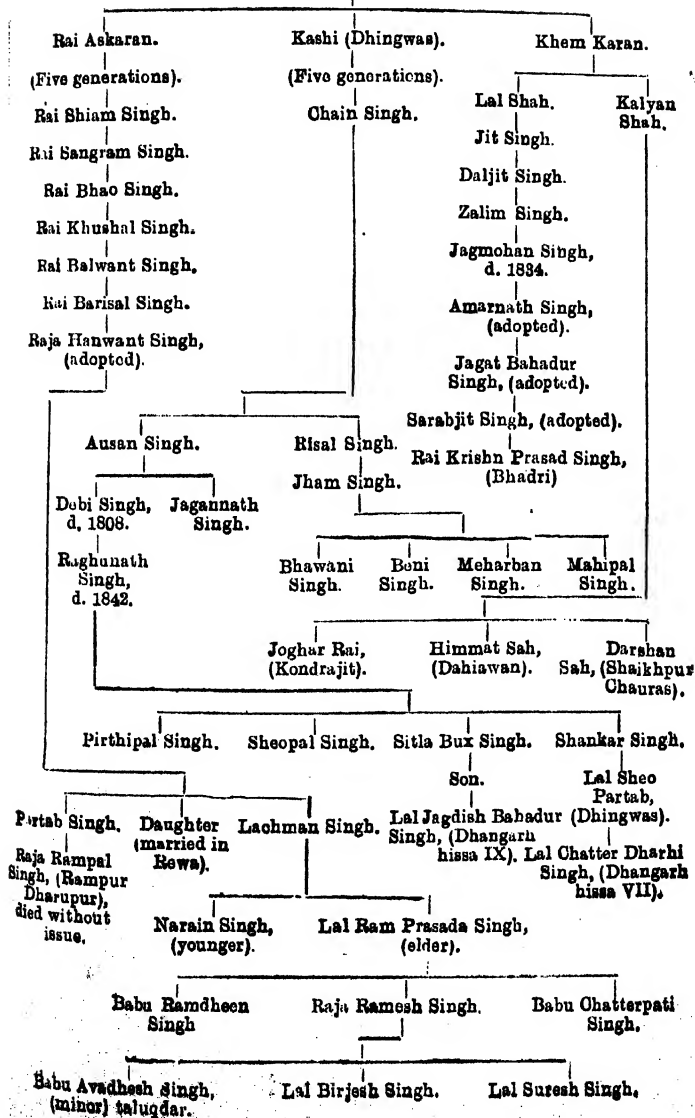 Rai Askaran.
Kashi (Dhingwas).
Khem Karan.
(Five generations).
(Five generations).
Lal Shah.
Kalyan
Shah.
Rai Shiam Singh.
Chain Singh.
Jit Singh.
Rai Sangram Singh.
Daljit Singh.
Rai Bhao Singh.
Zalim Singh.
Rai Khushal Singh.
Jagmohan Singh,
d. 1834.
Rai Balwant Singh.
Rai Barisal Singh.
Amarnath Singh,
(adopted).
Raja Hanwant Singh,
(adopted).
Jagat Bahadur
Singh, (adopted).
Sarabjit Singh, (adopted).
Ausan Singh.
Risal Singh.
Rai Krishn Prasad Singh,
(Bhadri)
Jham Singh.
Debi Singh,
d. 1808.
Jagannath
Singh.
Raghunath
Singh,
d. 1842.
Bhawani
Singh.
Beni
Singh.
Meharban
Singh.
Mahipal
Singh.
Joghar Rai,
(Kondrajit).
Himmat Sah,
(Dahiawan).
Darshan
Sah, (Shaikhpur
Chauras).
Pirthipal Singh.
Sheopal Singh.
Sitla Bux Singh.
Shankar Singh.
Son.
Lal Sheo
Partab,
(Dhingwas).
Lal Jagdish Bahadur
Singh, (Dhangarh
hissa IX).
Lal Chatter Dharhi
Singh, (Dhangarh
hissa VII).
Partab Singh.
Daughter
(married in
Rewa).
Lachman Singh.
Raja Rampal
Singh, (Rampur
Dharupur),
died without
issue.
Narain Singh,
(younger).
Lal Ram Prasada Singh,
(elder).
Babu Ramdheen
Singh
Raja Ramesh Singh.
Babu Chatterpati
Singh.
Babu Avadhesh Singh,
(minor) taluqdar.
Lal Birjesh Singh.
Lal Suresh Singh.